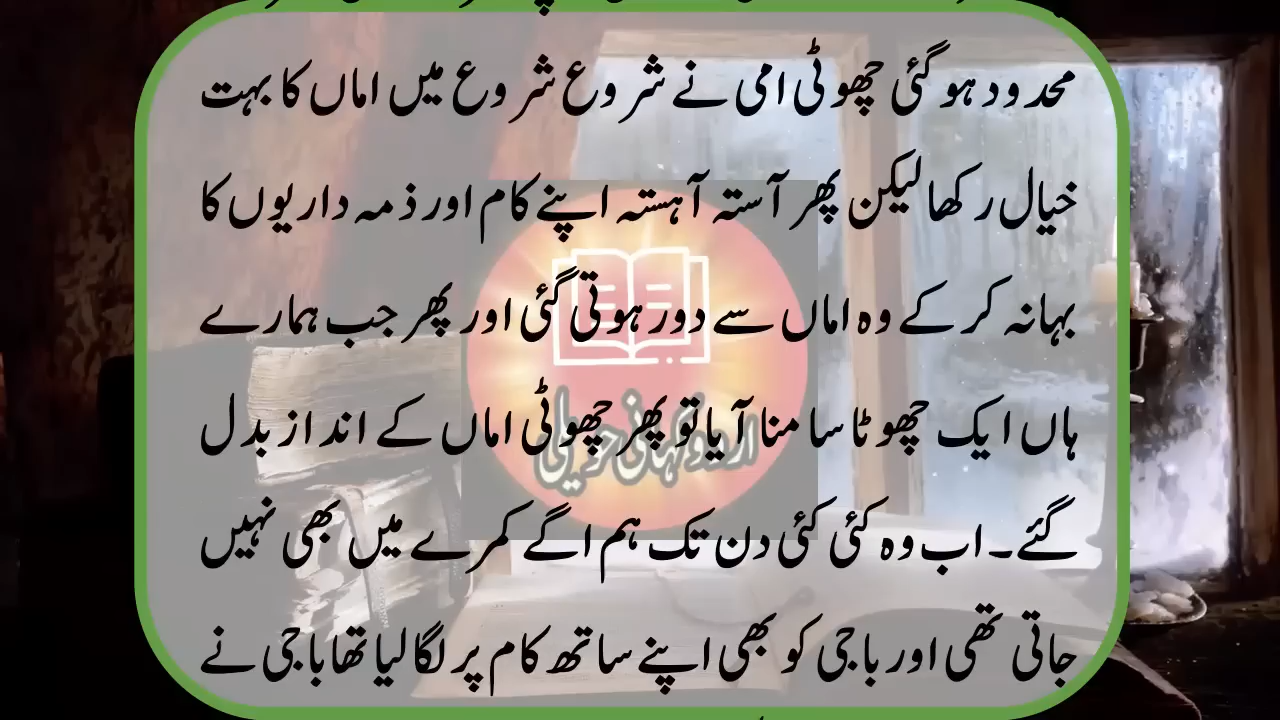 محدود ہو گئی چھوٹی امی نے شروع شروع میں اماں کا بہت
خیال رکھا لیکن پھر آستہ آہستہ اپنے کام اور ذمہ داریوں کا
بہانہ کر کے وہ اماں سے دور ہوتی گئی اور پھر جب ہمارے
ہاں ایک چھوٹا سا منا آیا تو پھر چھوٹی اماں کے انداز بدل
گئے۔ اب وہ کئی کئی دن تک ہم اگے کمرے میں بھی نہیں
جاتی تھی اور باجی کو بھی اپنے ساتھ کام پر لگا لیا تھا باجی نے
اردو کہانی حویلی